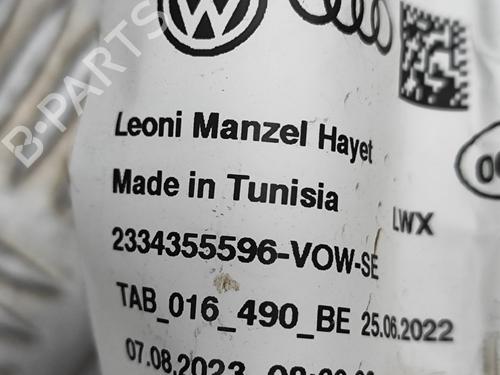 B-PARTS
Leoni Manzel Hayet
Made in Tunisia
LWX
2334355596-VOW-SE
TAB_016_490_BE 25.06.2022
07.08.2023